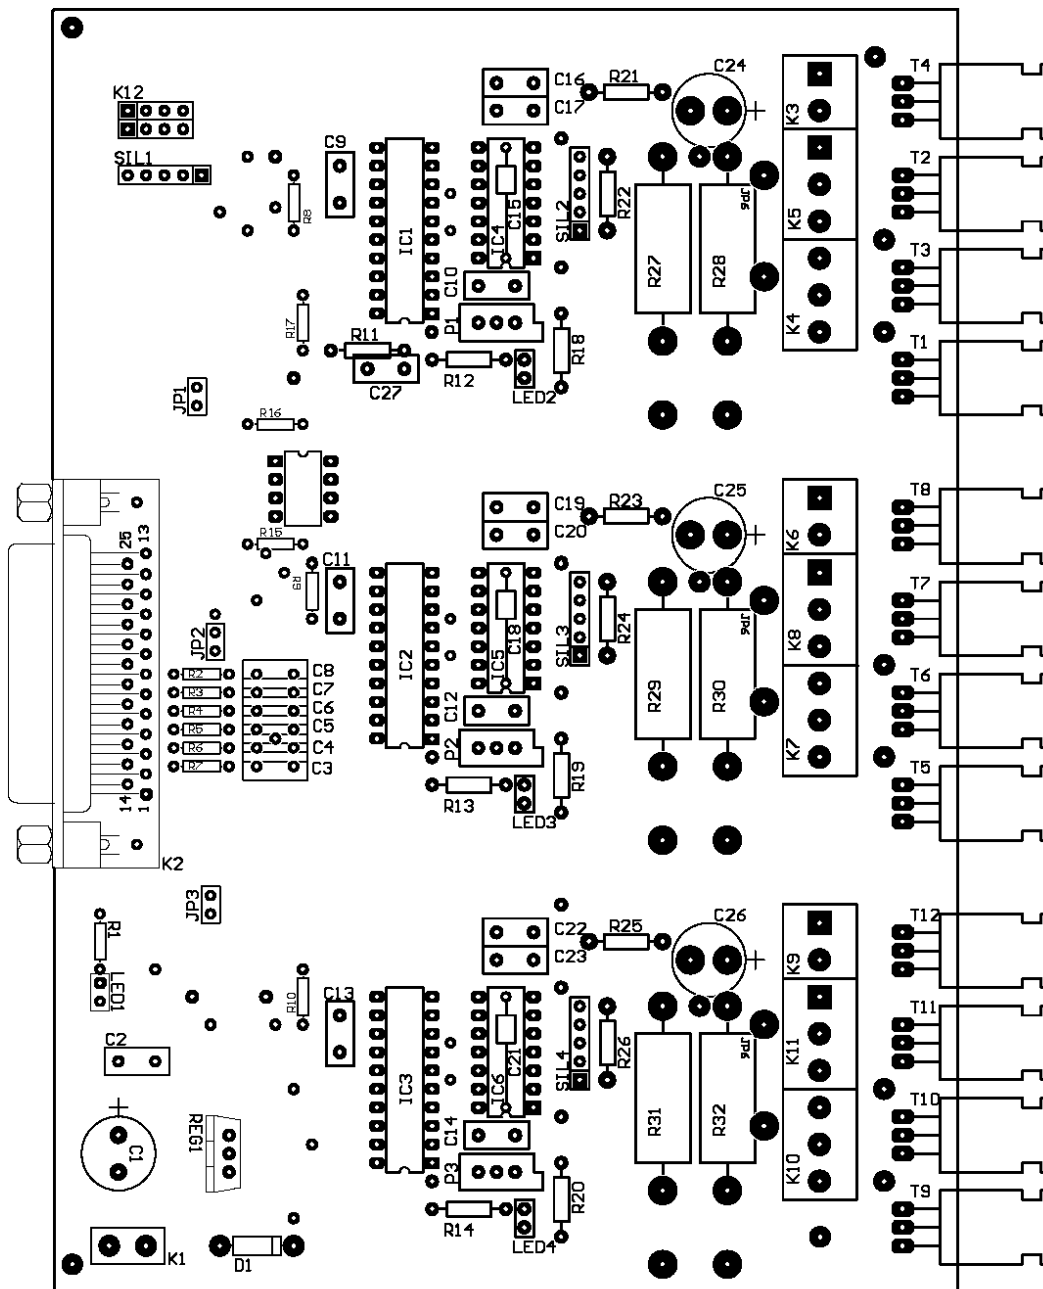 K12
SIL1
C9
R8
IC1
IC4
C15
C16
C17
R21
C24
+
K3
T4
SIL2
R22
R27
R28
JP6
K5
T2
K4
T3
T1
C10
P1
R17
R11
C27
R12
LED2
R18
JP1
R16
13
25
14
1
K2
R15
R9
C11
IC2
IC5
C18
C19
C20
R23
C25
+
K6
T8
SIL3
R24
R29
R30
JP6
K8
T7
K7
T6
T5
JP2
R2
R3
R4
R5
R6
R7
C8
C7
C6
C5
C4
C3
C12
P2
R13
LED3
R19
JP3
R1
LED1
C2
+
C1
REG1
K1
D1
R10
C13
IC3
IC6
C21
C22
C23
R25
C26
+
K9
T12
SIL4
R26
R31
R32
JP6
K11
T11
K10
T10
T9
C14
P3
R14
LED4
R20